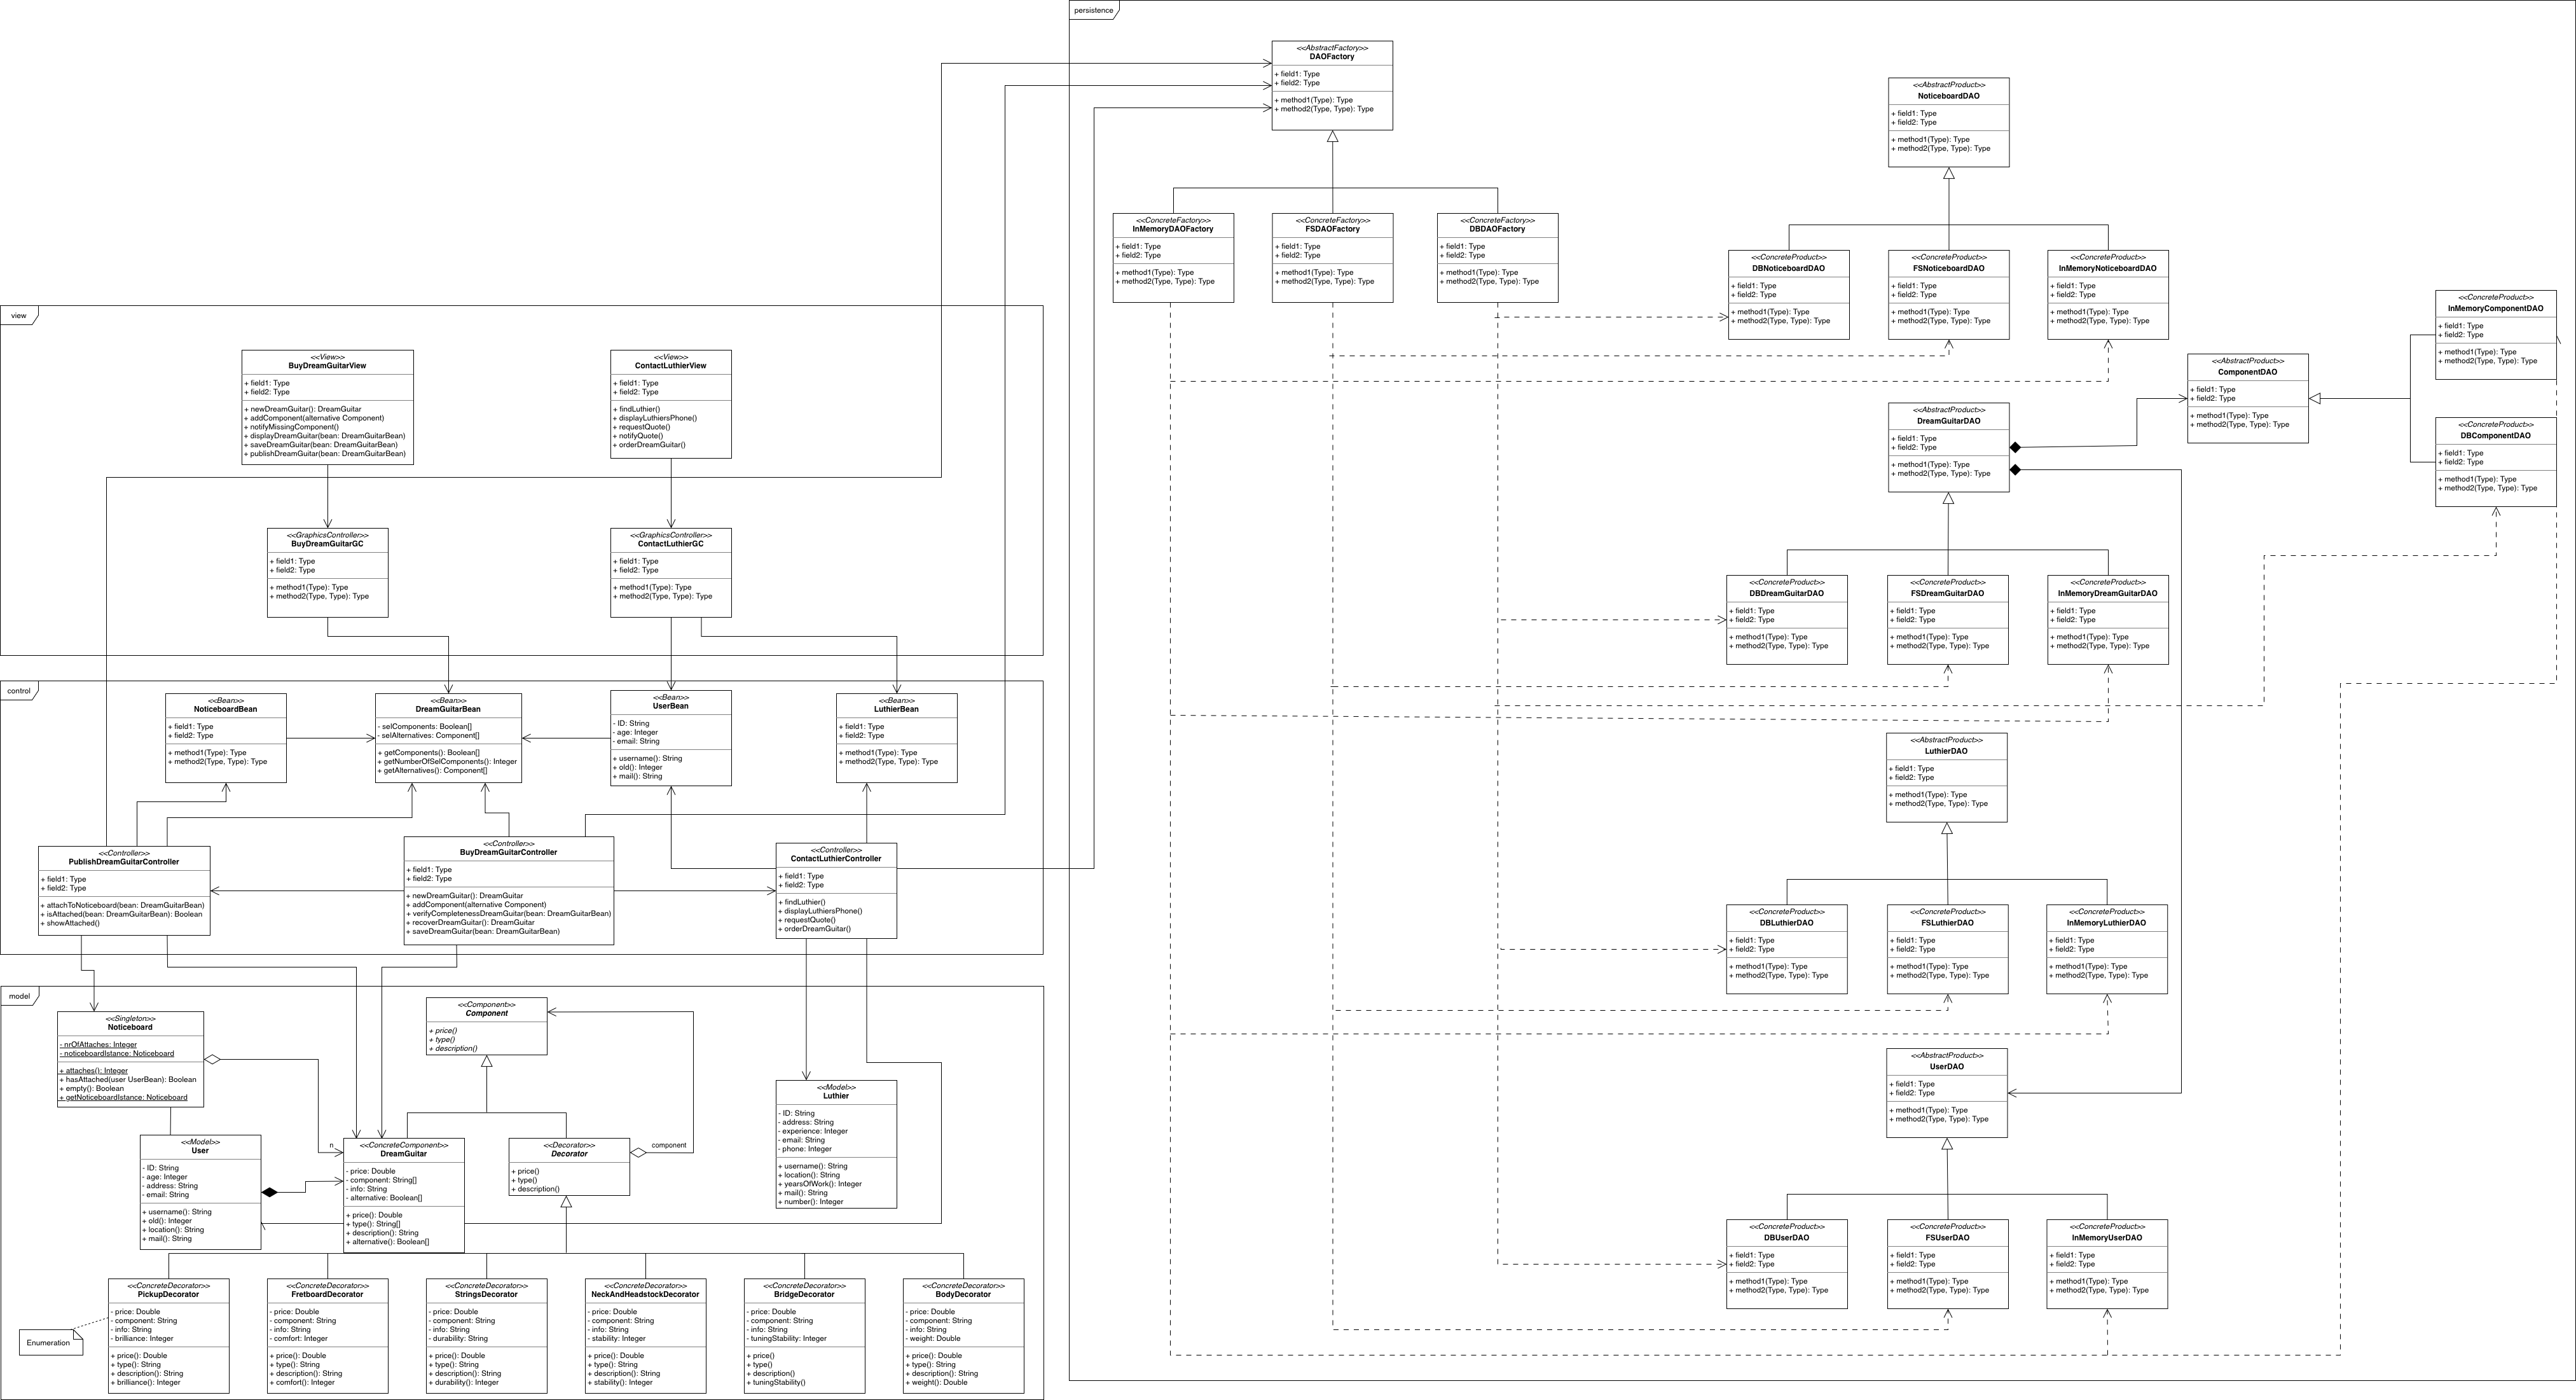 persistence
<<AbstractFactory>>
DAOFactory
+ field1: Type
+ field2: Type
+ method1(Type): Type
+ method2(Type, Type): Type
<<AbstractProduct>>
NoticeboardDAO
+ field1: Type
+ field2: Type
+ method1(Type): Type
+ method2(Type, Type): Type
<<ConcreteFactory>>
InMemoryDAOFactory
+ field1: Type
+ field2: Type
+ method1(Type): Type
+ method2(Type, Type): Type
<<ConcreteFactory>>
FSDAOFactory
+ field1: Type
+ field2: Type
+ method1(Type): Type
+ method2(Type, Type): Type
<<ConcreteFactory>>
DBDAOFactory
+ field1: Type
+ field2: Type
+ method1(Type): Type
+ method2(Type, Type): Type
<<ConcreteProduct>>
DBNoticeboardDAO
+ field1: Type
+ field2: Type
+ method1(Type): Type
+ method2(Type, Type): Type
<<ConcreteProduct>>
FSNoticeboardDAO
+ field1: Type
+ field2: Type
+ method1(Type): Type
+ method2(Type, Type): Type
<<ConcreteProduct>>
InMemoryNoticeboardDAO
+ field1: Type
+ field2: Type
+ method1(Type): Type
+ method2(Type, Type): Type
<<ConcreteProduct>>
InMemoryComponentDAO
+ field1: Type
+ field2: Type
+ method1(Type): Type
+ method2(Type, Type): Type
<<AbstractProduct>>
ComponentDAO
+ field1: Type
+ field2: Type
+ method1(Type): Type
+ method2(Type, Type): Type
<<ConcreteProduct>>
DBComponentDAO
+ field1: Type
+ field2: Type
+ method1(Type): Type
+ method2(Type, Type): Type
<<AbstractProduct>>
DreamGuitarDAO
+ field1: Type
+ field2: Type
+ method1(Type): Type
+ method2(Type, Type): Type
<<ConcreteProduct>>
DBDreamGuitarDAO
+ field1: Type
+ field2: Type
+ method1(Type): Type
+ method2(Type, Type): Type
<<ConcreteProduct>>
FSDreamGuitarDAO
+ field1: Type
+ field2: Type
+ method1(Type): Type
+ method2(Type, Type): Type
<<ConcreteProduct>>
InMemoryDreamGuitarDAO
+ field1: Type
+ field2: Type
+ method1(Type): Type
+ method2(Type, Type): Type
<<AbstractProduct>>
LuthierDAO
+ field1: Type
+ field2: Type
+ method1(Type): Type
+ method2(Type, Type): Type
<<ConcreteProduct>>
DBLuthierDAO
+ field1: Type
+ field2: Type
+ method1(Type): Type
+ method2(Type, Type): Type
<<ConcreteProduct>>
FSLuthierDAO
+ field1: Type
+ field2: Type
+ method1(Type): Type
+ method2(Type, Type): Type
<<ConcreteProduct>>
InMemoryLuthierDAO
+ field1: Type
+ field2: Type
+ method1(Type): Type
+ method2(Type, Type): Type
<<AbstractProduct>>
UserDAO
+ field1: Type
+ field2: Type
+ method1(Type): Type
+ method2(Type, Type): Type
<<ConcreteProduct>>
DBUserDAO
+ field1: Type
+ field2: Type
+ method1(Type): Type
+ method2(Type, Type): Type
<<ConcreteProduct>>
FSUserDAO
+ field1: Type
+ field2: Type
+ method1(Type): Type
+ method2(Type, Type): Type
<<ConcreteProduct>>
InMemoryUserDAO
+ field1: Type
+ field2: Type
+ method1(Type): Type
+ method2(Type, Type): Type
view
<<View>>
BuyDreamGuitarView
+ field1: Type
+ field2: Type
+ newDreamGuitar(): DreamGuitar
+ addComponent(alternative Component)
+ notifyMissingComponent()
+ displayDreamGuitar(bean: DreamGuitarBean)
+ saveDreamGuitar(bean: DreamGuitarBean)
+ publishDreamGuitar(bean: DreamGuitarBean)
<<View>>
ContactLuthierView
+ field1: Type
+ field2: Type
+ findLuthier()
+ displayLuthiersPhone()
+ requestQuote()
+ notifyQuote()
+ orderDreamGuitar()
<<GraphicsController>>
BuyDreamGuitarGC
+ field1: Type
+ field2: Type
+ method1(Type): Type
+ method2(Type, Type): Type
<<GraphicsController>>
ContactLuthierGC
+ field1: Type
+ field2: Type
+ method1(Type): Type
+ method2(Type, Type): Type
control
<<Bean>>
NoticeboardBean
+ field1: Type
+ field2: Type
+ method1(Type): Type
+ method2(Type, Type): Type
<<Bean>>
DreamGuitarBean
- selComponents: Boolean[]
- selAlternatives: Component[]
+ getComponents(): Boolean[]
+ getNumberOfSelComponents(): Integer
+ getAlternatives(): Component[]
<<Bean>>
UserBean
- ID: String
- age: Integer
- email: String
+ username(): String
+ old(): Integer
+ mail(): String
<<Bean>>
LuthierBean
+ field1: Type
+ field2: Type
+ method1(Type): Type
+ method2(Type, Type): Type
<<Controller>>
PublishDreamGuitarController
+ field1: Type
+ field2: Type
+ attachToNoticeboard(bean: DreamGuitarBean)
+ isAttached(bean: DreamGuitarBean): Boolean
+ showAttached()
<<Controller>>
BuyDreamGuitarController
+ field1: Type
+ field2: Type
+ newDreamGuitar(): DreamGuitar
+ addComponent(alternative Component)
+ verifyCompletenessDreamGuitar(bean: DreamGuitarBean)
+ recoverDreamGuitar(): DreamGuitar
+ saveDreamGuitar(bean: DreamGuitarBean)
<<Controller>>
ContactLuthierController
+ field1: Type
+ field2: Type
+ findLuthier()
+ displayLuthiersPhone()
+ requestQuote()
+ orderDreamGuitar()
model
<<Singleton>>
Noticeboard
- nrOfAttaches: Integer
- noticeboardIstance: Noticeboard
+ attaches(): Integer
+ hasAttached(user UserBean): Boolean
+ empty(): Boolean
+ getNoticeboardIstance: Noticeboard
<<Component>>
Component
+ price()
+ type()
+ description()
<<Model>>
Luthier
- ID: String
- address: String
- experience: Integer
- email: String
- phone: Integer
+ username(): String
+ location(): String
+ yearsOfWork(): Integer
+ mail(): String
+ number(): Integer
<<Model>>
User
- ID: String
- age: Integer
- address: String
- email: String
+ username(): String
+ old(): Integer
+ location(): String
+ mail(): String
n
<<ConcreteComponent>>
DreamGuitar
- price: Double
- component: String[]
- info: String
- alternative: Boolean[]
+ price(): Double
+ type(): String[]
+ description(): String
+ alternative(): Boolean[]
<<Decorator>>
Decorator
+ price()
+ type()
+ description()
component
<<ConcreteDecorator>>
PickupDecorator
- price: Double
- component: String
- info: String
- brilliance: Integer
+ price(): Double
+ type(): String
+ description(): String
+ brilliance(): Integer
<<ConcreteDecorator>>
FretboardDecorator
- price: Double
- component: String
- info: String
- comfort: Integer
+ price(): Double
+ type(): String
+ description(): String
+ comfort(): Integer
<<ConcreteDecorator>>
StringsDecorator
- price: Double
- component: String
- info: String
- durability: String
+ price(): Double
+ type(): String
+ description(): String
+ durability(): Integer
<<ConcreteDecorator>>
NeckAndHeadstockDecorator
- price: Double
- component: String
- info: String
- stability: Integer
+ price(): Double
+ type(): String
+ description(): String
+ stability(): Integer
<<ConcreteDecorator>>
BridgeDecorator
- price: Double
- component: String
- info: String
- tuningStability: Integer
+ price()
+ type()
+ description()
+ tuningStability()
<<ConcreteDecorator>>
BodyDecorator
- price: Double
- component: String
- info: String
- weight: Double
+ price(): Double
+ type(): String
+ description(): String
+ weight(): Double
Enumeration